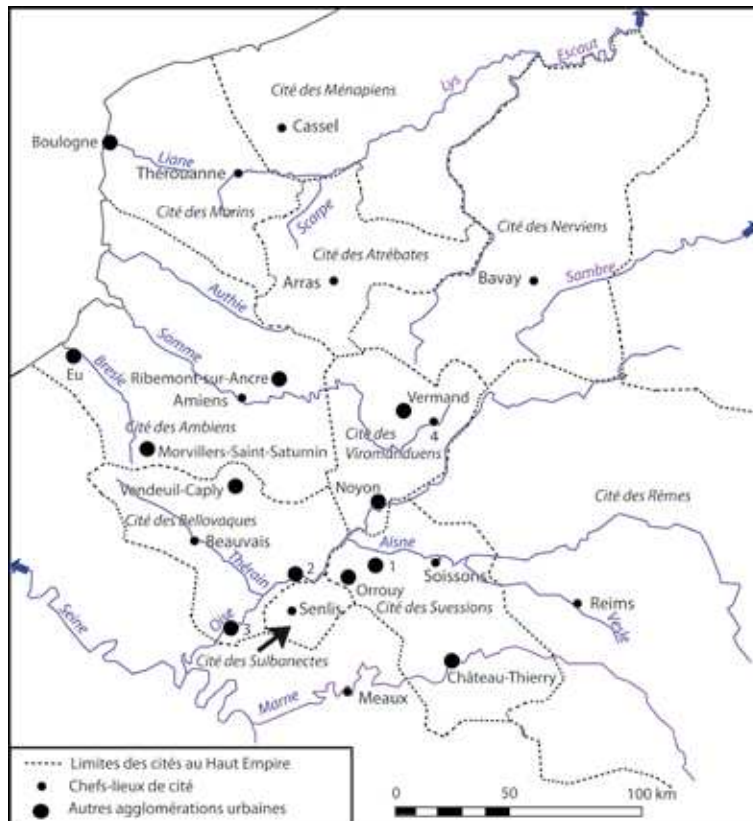 Escaut
Lys
Cité des Ménapiens
Cassel
Boulogne
Liane
Thérouanne
Cité des Morins
Scarpe
Cité des Nerviens
Cité des Atrébates
Arras
Bavay
Sambre
Authie
Somme
Eu
Bresle
Ribemont-sur-Ancre
Amiens
Vermand
4
Cité des Ambiens
Cité des
Viromanduens
Morvillers-Saint-Saturnin
Vendeuil-Caply
Noyon
Cité des Rèmes
Cité des Bellovaques
Beauvais
Aisne
Thérain
2
1
Soissons
Orrouy
Senlis
Cité des Suessions
Reims
Vesle
Oise
3
Seine
Cité des Sulbanectes
Château-Thierry
Marne
Meaux
Limites des cités au Haut Empire
Chefs-lieux de cité
Autres agglomérations urbaines
0 50 100 km